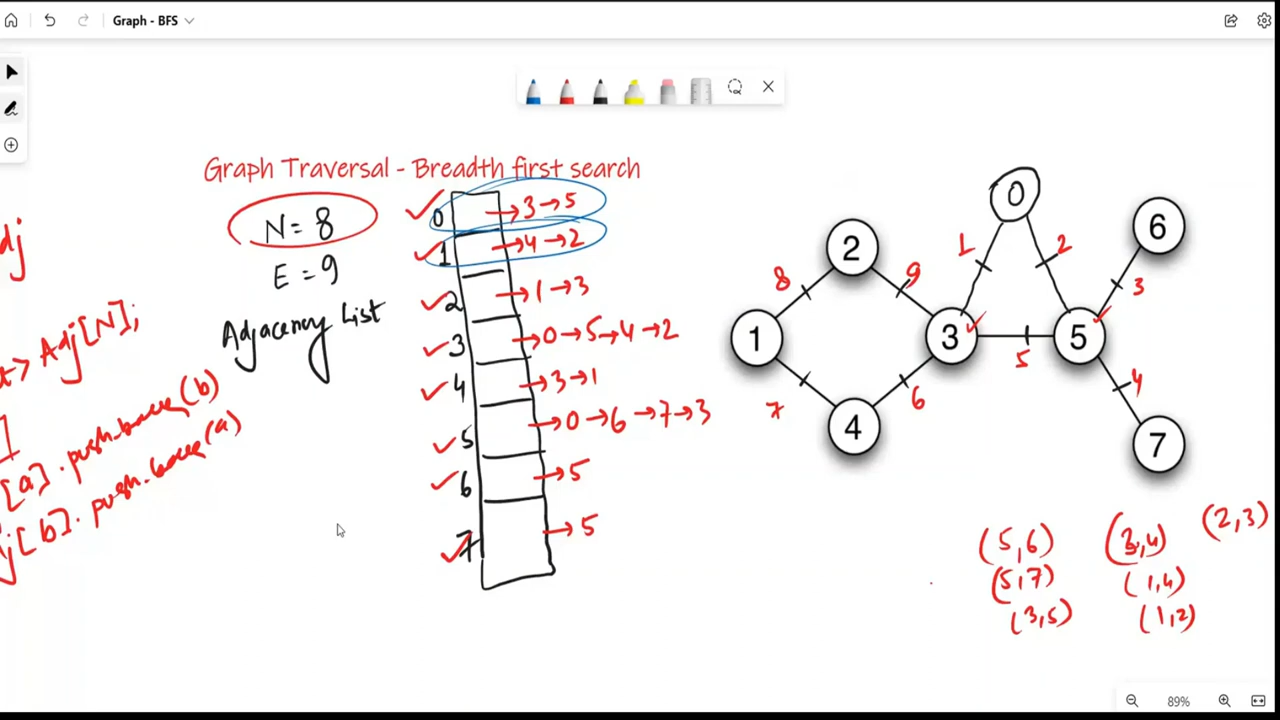 Graph - BFS
Graph Traversal - Breadth first search
N = 8
E = 9
Adjacency List
dj
t> Adj[N];
]
[a].push_back(b)
j[b].push_back(a)
0 → 3 → 5
1 → 4 → 2
2 → 1 → 3
3 → 0 → 5 → 4 → 2
4 → 3 → 1
5 → 0 → 6 → 7 → 3
6 → 5
7 → 5
0
6
2
1
2
8
9
3
1
3
5
5
4
7
6
4
7
(5,6) (3,4) (2,3)
(5,7) (1,4)
(3,5) (1,2)
89%